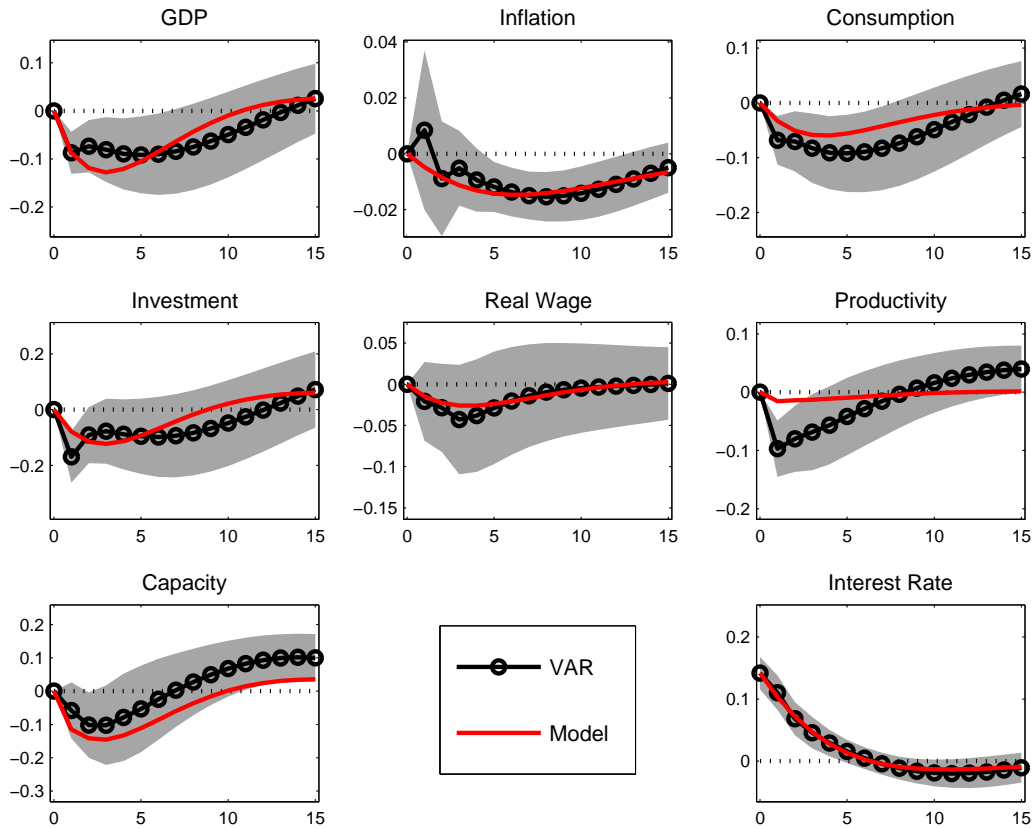 GDP
Inflation
Consumption
0.1
0
−0.1
−0.2
0 5 10 15
0.04
0.02
0
−0.02
0 5 10 15
0.1
0
−0.1
−0.2
0 5 10 15
Investment
Real Wage
Productivity
0.2
0
−0.2
0 5 10 15
0.05
0
−0.05
−0.1
−0.15
0 5 10 15
0.1
0
−0.1
−0.2
0 5 10 15
Capacity
Interest Rate
0.2
0.1
0
−0.1
−0.2
−0.3
0 5 10 15
VAR
Model
0.2
0.1
0
0 5 10 15